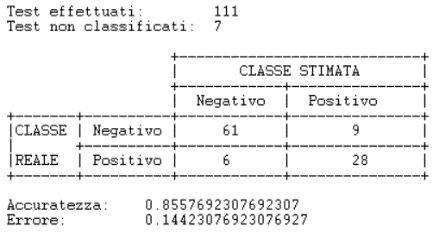 Test effettuati: 111
Test non classificati: 7
CLASSE STIMATA
Negativo Positivo
CLASSE Negativo 61 9
REALE Positivo 6 28
Accuratezza: 0.8557692307692307
Errore: 0.14423076923076927